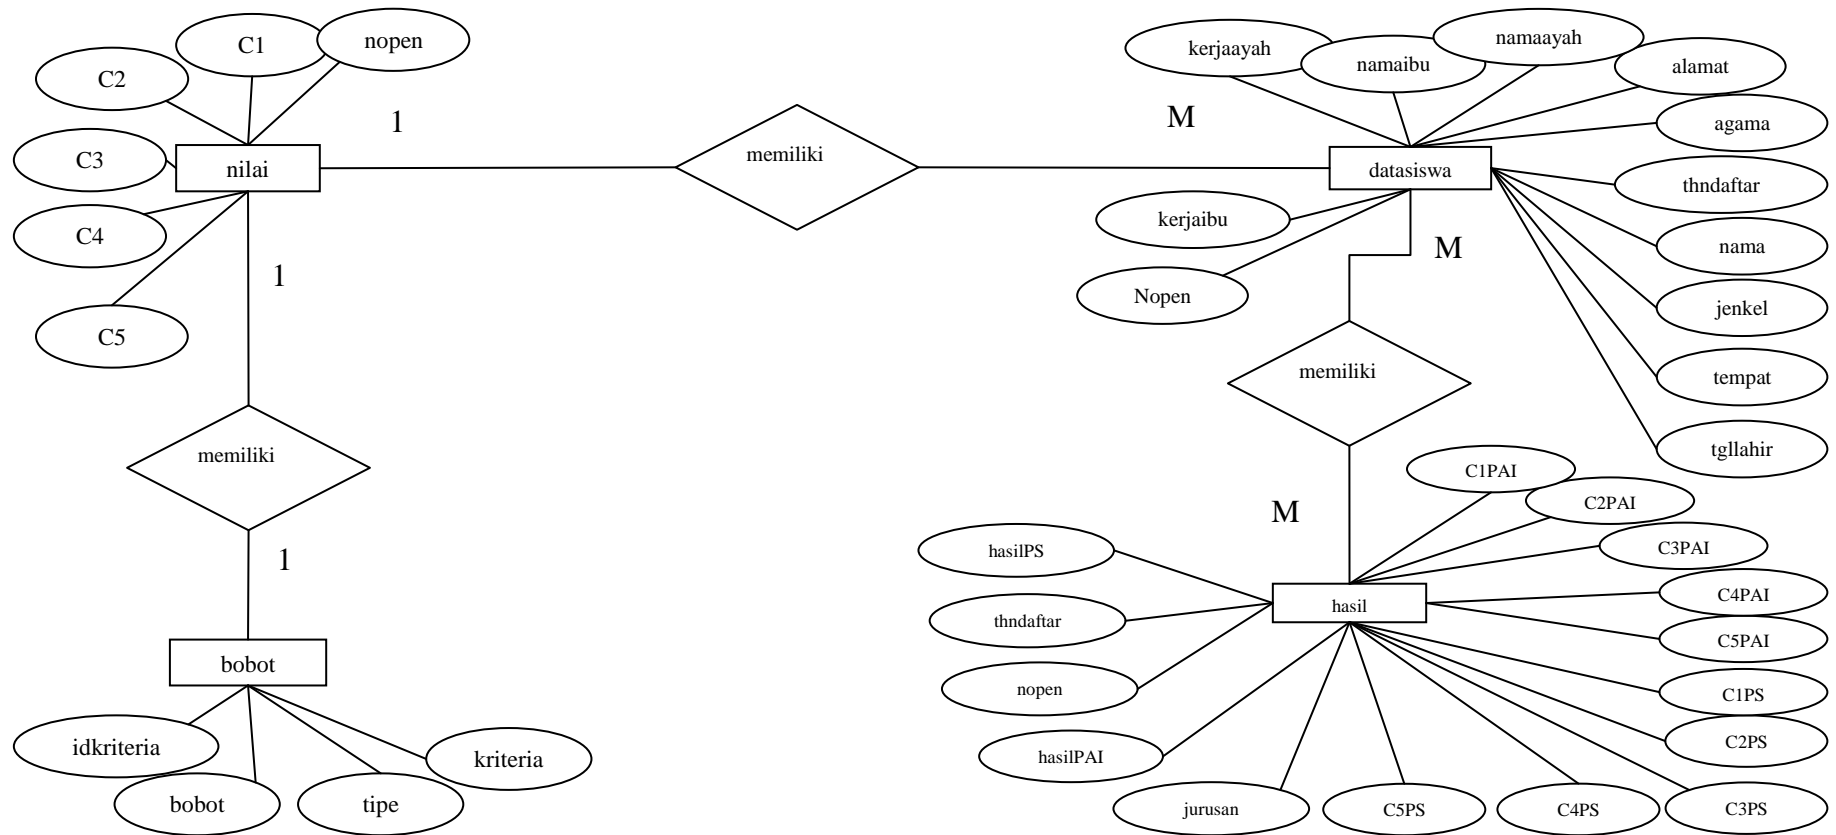 C1
nopen
C2
kerjaayah
namaibu
namaayah
alamat
1
M
agama
C3
nilai
memiliki
datasiswa
thndaftar
C4
kerjaibu
nama
1
M
Nopen
jenkel
C5
memiliki
tempat
memiliki
tgllahir
C1PAI
C2PAI
M
hasilPS
C3PAI
1
C4PAI
hasil
thndaftar
C5PAI
bobot
nopen
C1PS
C2PS
idkriteria
kriteria
hasilPAI
bobot
tipe
jurusan
C5PS
C4PS
C3PS